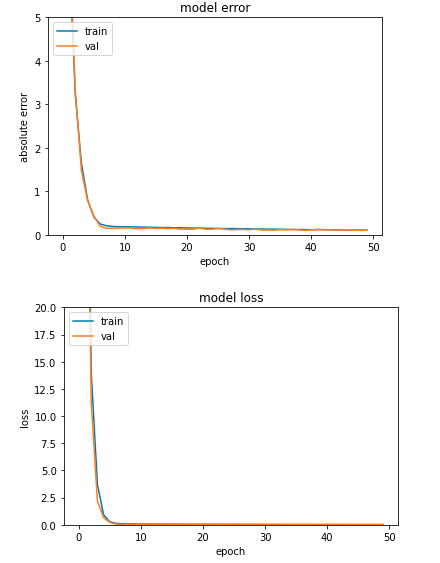 model error
train
val
absolute error
5
4
3
2
1
0
0 10 20 30 40 50
epoch
model loss
train
val
loss
20.0
17.5
15.0
12.5
10.0
7.5
5.0
2.5
0.0
0 10 20 30 40 50
epoch